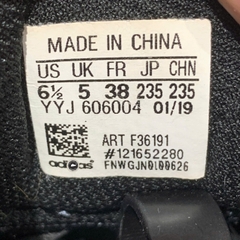 MADE IN CHINA
US UK FR JP CHN
6½ 5 38 235 235
YYJ 606004 01/19
ART F36191
#121652280
adidas FNWGJN0L00626